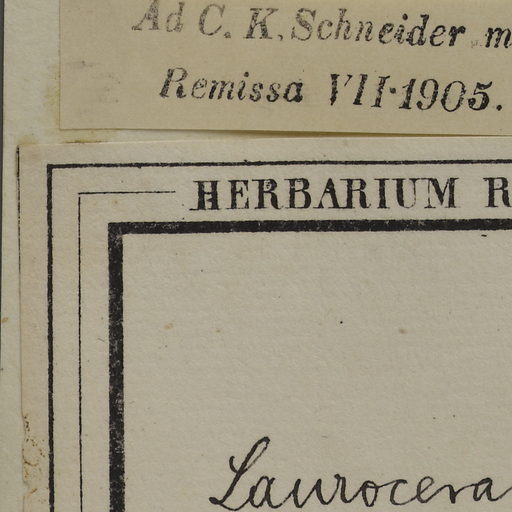 Ad C. K. Schneider m
Remissa VII·1905.
HERBARIUM R
Laurocera